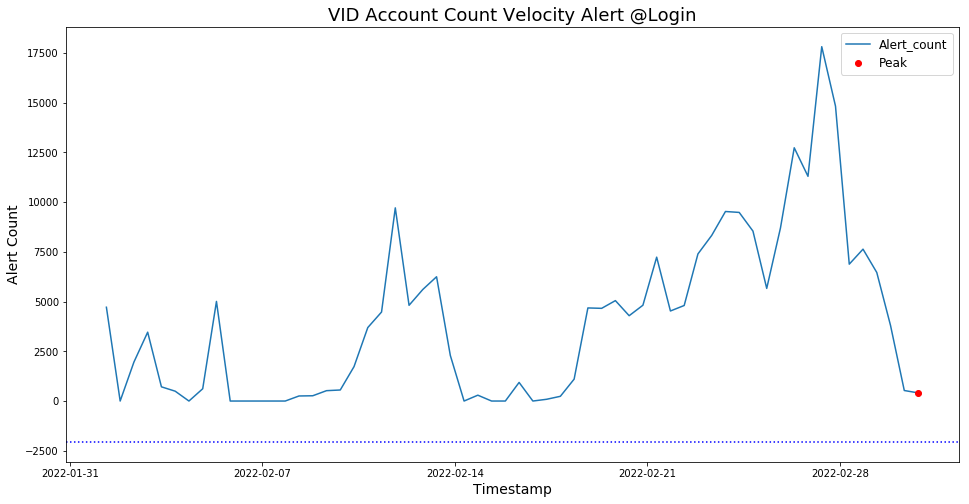 VID Account Count Velocity Alert @Login
Alert_count
Peak
17500
15000
12500
10000
7500
5000
2500
0
−2500
Alert Count
2022-01-31 2022-02-07 2022-02-14 2022-02-21 2022-02-28
Timestamp